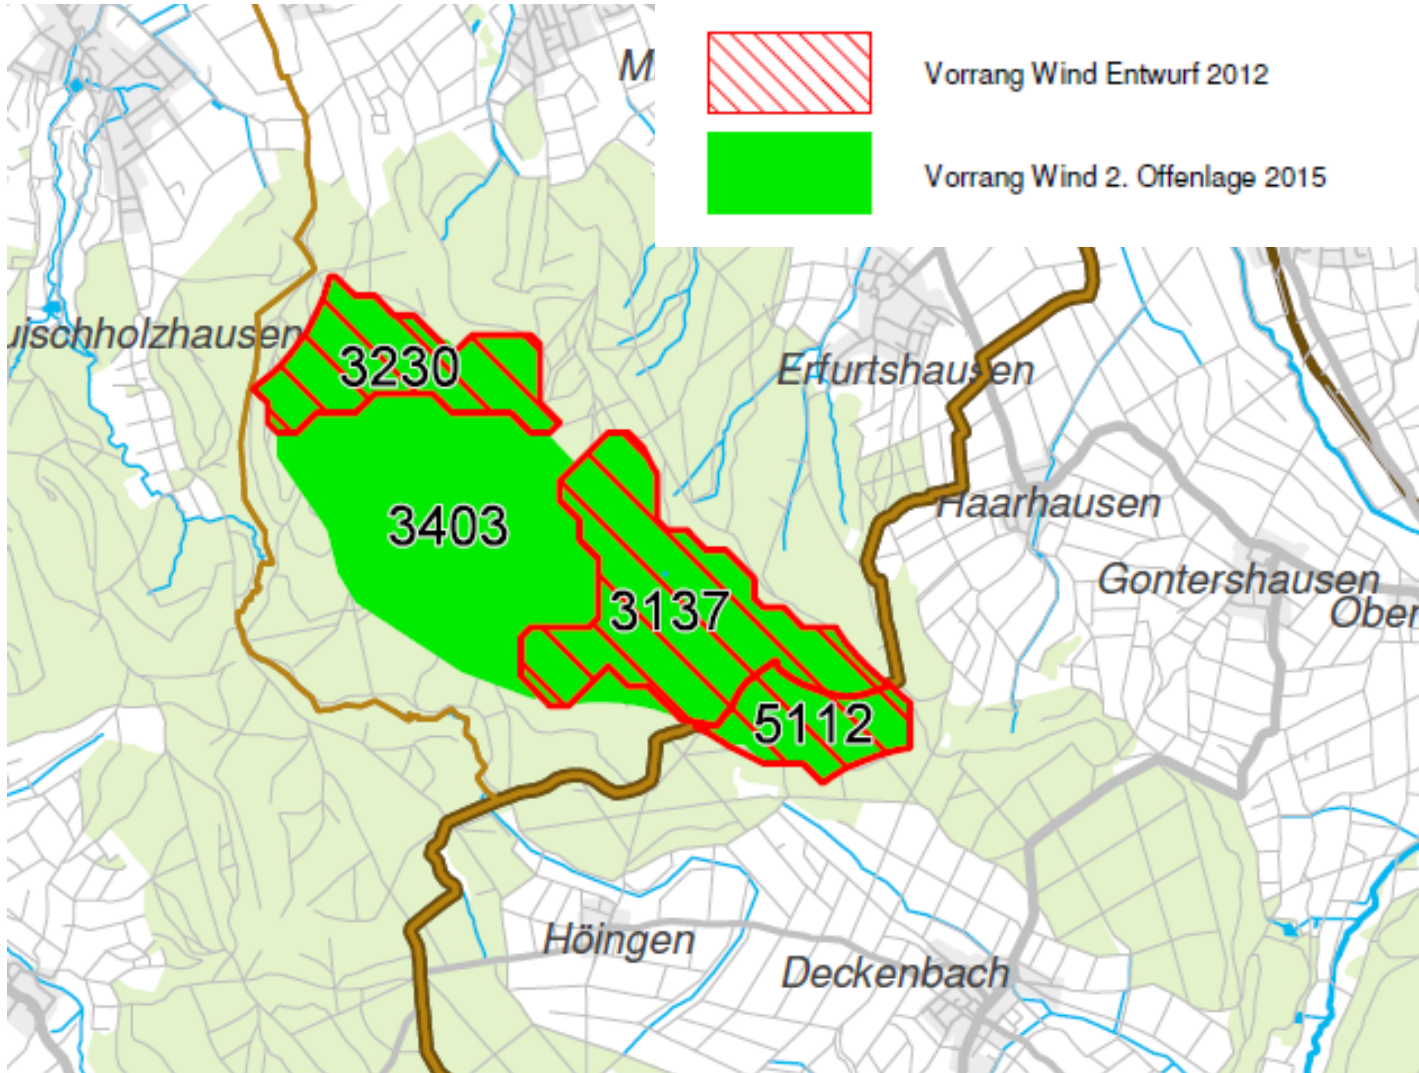 M
Vorrang Wind Entwurf 2012
Vorrang Wind 2. Offenlage 2015
uischholzhausen
3230
Erfurtshausen
3403
Haarhausen
Gontershausen
Ober
3137
5112
Höingen
Deckenbach